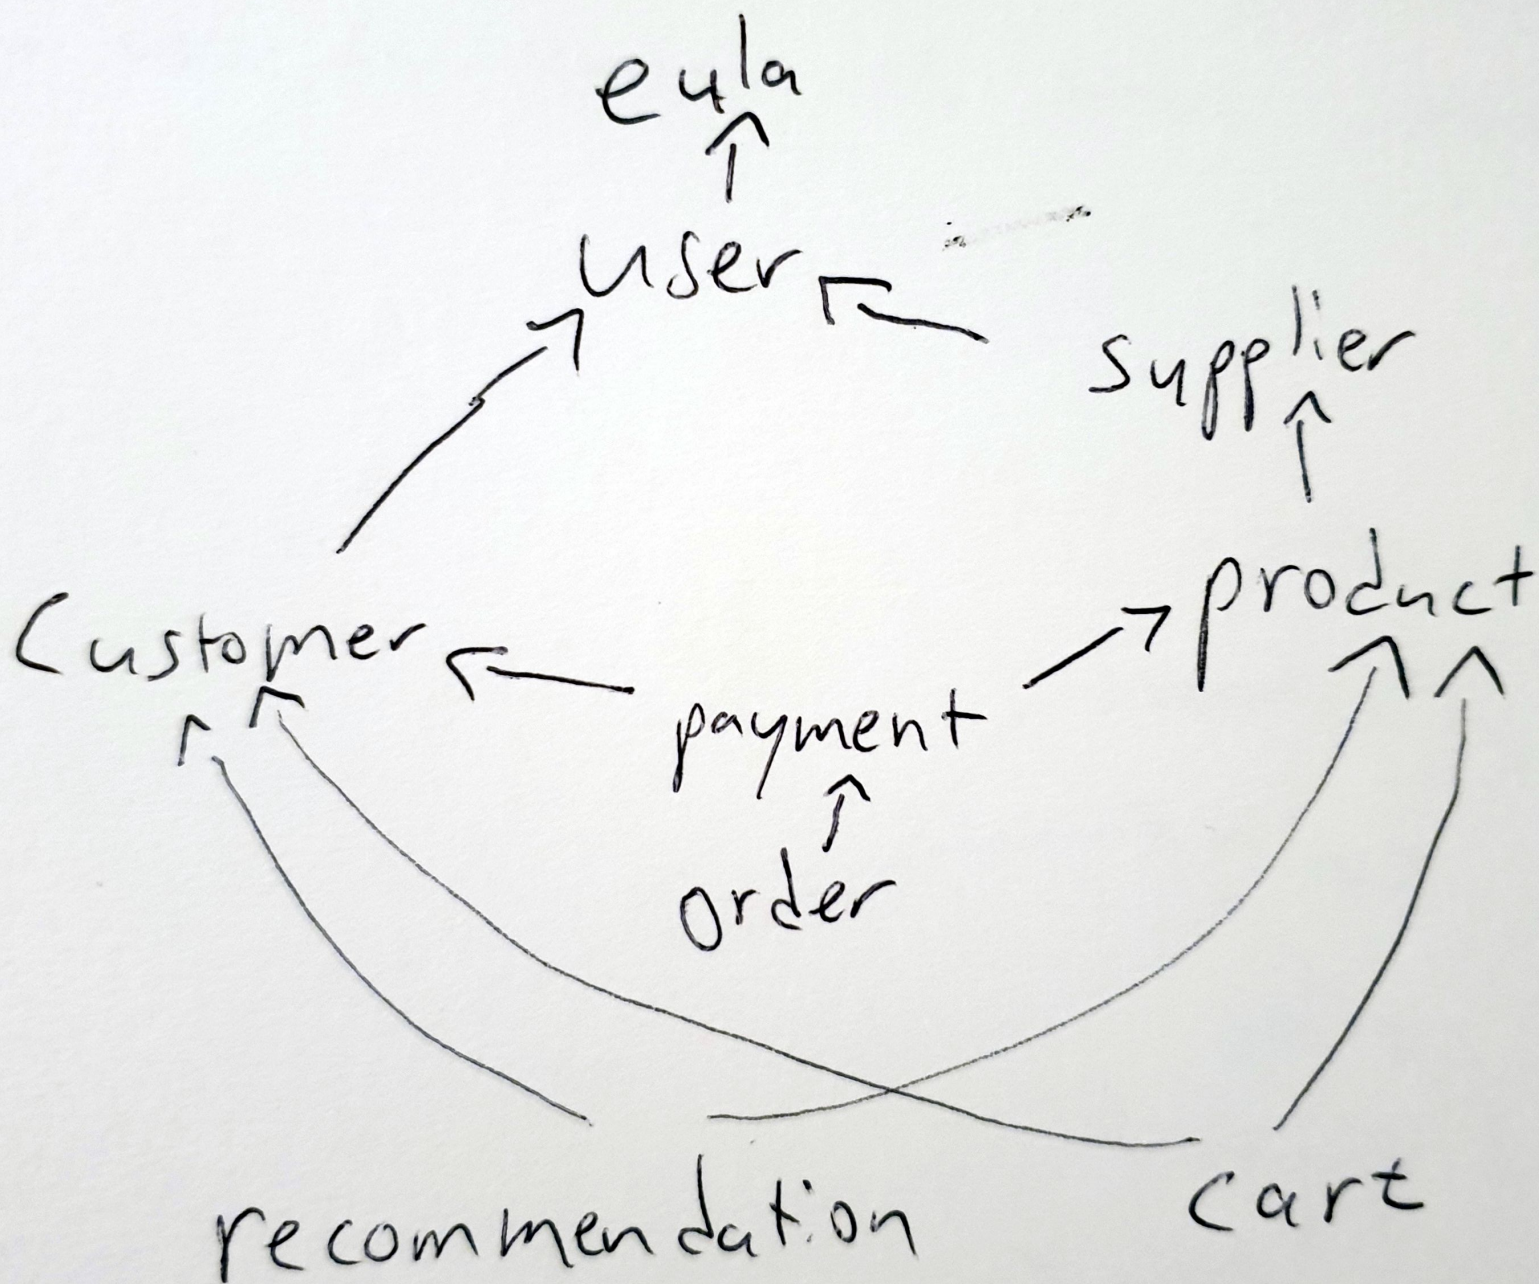 eula
user
supplier
product
Customer
payment
order
recommendation
cart